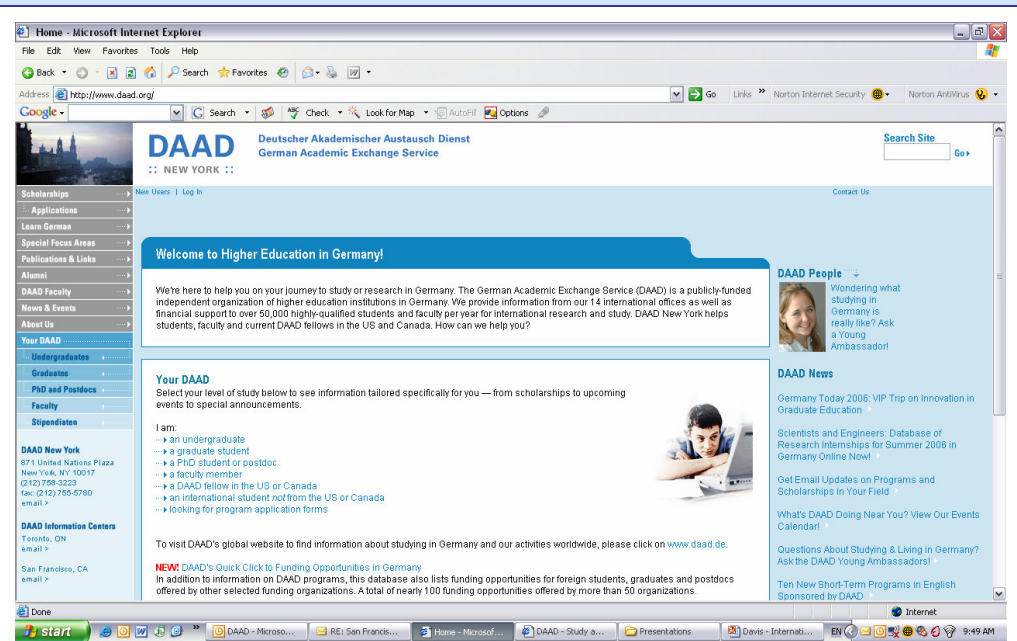 Home - Microsoft Internet Explorer
File Edit View Favorites Tools Help
Back Search Favorites
Address http://www.daad.org/ Go Links » Norton Internet Security Norton AntiVirus
Google Search Check Look for Map AutoFill Options
DAAD
:: NEW YORK ::
Deutscher Akademischer Austausch Dienst
German Academic Exchange Service
Search Site
Go
New Users | Log In
Contact Us
Scholarships
Applications
Learn German
Special Focus Areas
Publications & Links
Alumni
DAAD Faculty
News & Events
About Us
Your DAAD
Undergraduates
Graduates
PhD and Postdocs
Faculty
Stipendiaten
DAAD New York
871 United Nations Plaza
New York, NY 10017
(212) 758-3223
fax: (212) 755-5780
email >
DAAD Information Centers
Toronto, ON
email >
San Francisco, CA
email >
Welcome to Higher Education in Germany!
We're here to help you on your journey to study or research in Germany. The German Academic Exchange Service (DAAD) is a publicly-funded
independent organization of higher education institutions in Germany. We provide information from our 14 international offices as well as
financial support to over 50,000 highly-qualified students and faculty per year for international research and study. DAAD New York helps
students, faculty and current DAAD fellows in the US and Canada. How can we help you?
Your DAAD
Select your level of study below to see information tailored specifically for you — from scholarships to upcoming
events to special announcements.
I am:
an undergraduate
a graduate student
a PhD student or postdoc
a faculty member
a DAAD fellow in the US or Canada
an international student not from the US or Canada
looking for program application forms
To visit DAAD's global website to find information about studying in Germany and our activities worldwide, please click on www.daad.de.
NEW! DAAD's Quick Click to Funding Opportunities in Germany
In addition to information on DAAD programs, this database also lists funding opportunities for foreign students, graduates and postdocs
offered by other selected funding organizations. A total of nearly 100 funding opportunities offered by more than 50 organizations.
DAAD People
Wondering what
studying in
Germany is
really like? Ask
a Young
Ambassador!
DAAD News
Germany Today 2006: VIP Trip on Innovation in
Graduate Education
Scientists and Engineers: Database of
Research Internships for Summer 2006 in
Germany Online Now!
Get Email Updates on Programs and
Scholarships in Your Field
What's DAAD Doing Near You? View Our Events
Calendar!
Questions About Studying & Living in Germany?
Ask the DAAD Young Ambassadors!
Ten New Short-Term Programs in English
Sponsored by DAAD
Done Internet
start » DAAD - Microso... RE: San Francis... Home - Microsof... DAAD - Study a... Presentations Davis - Internati... EN 9:49 AM